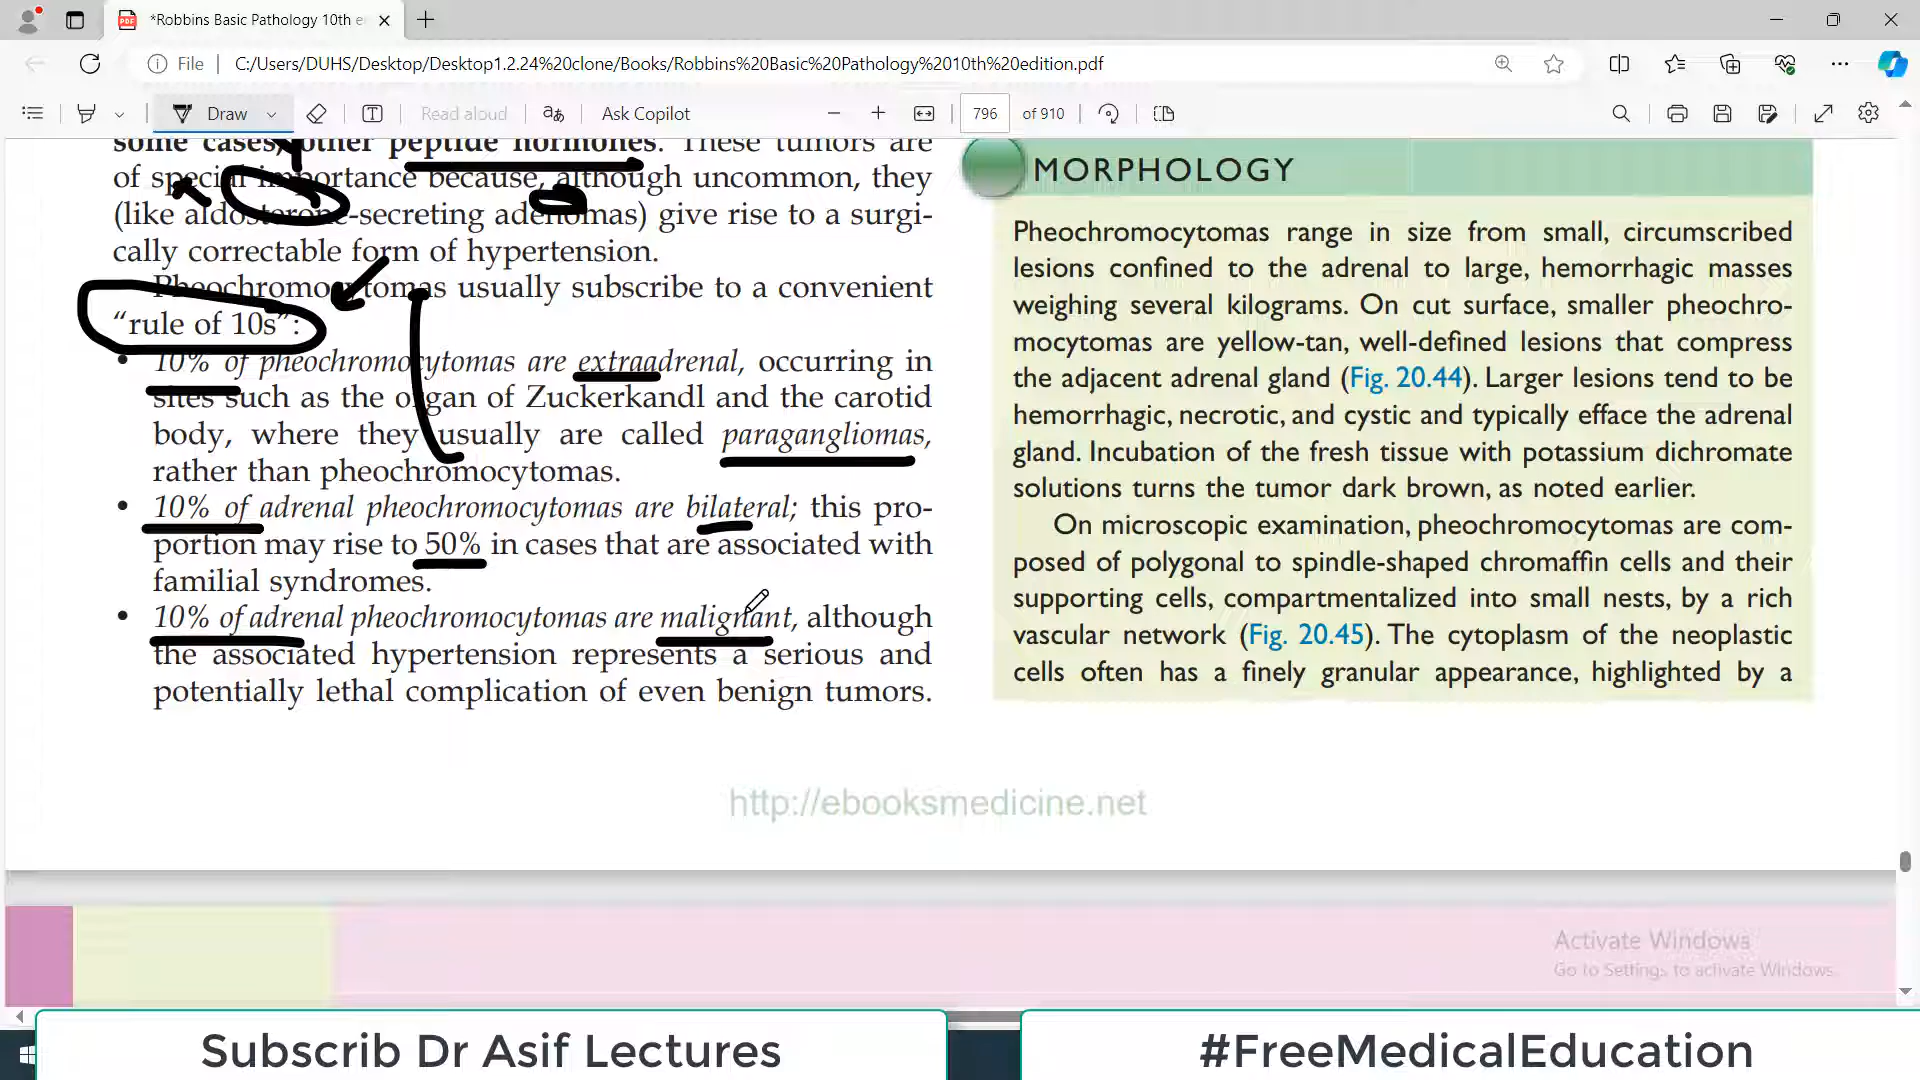 *Robbins Basic Pathology 10th e
File
C:/Users/DUHS/Desktop/Desktop1.2.24%20clone/Books/Robbins%20Basic%20Pathology%2010th%20edition.pdf
Draw
Read aloud
Ask Copilot
796 of 910
some cases, other peptide hormones. These tumors are
of special importance because, although uncommon, they
(like aldosterone-secreting adenomas) give rise to a surgi-
cally correctable form of hypertension.
Pheochromocytomas usually subscribe to a convenient
“rule of 10s”:
• 10% of pheochromocytomas are extraadrenal, occurring in
sites such as the organ of Zuckerkandl and the carotid
body, where they usually are called paragangliomas,
rather than pheochromocytomas.
• 10% of adrenal pheochromocytomas are bilateral; this pro-
portion may rise to 50% in cases that are associated with
familial syndromes.
• 10% of adrenal pheochromocytomas are malignant, although
the associated hypertension represents a serious and
potentially lethal complication of even benign tumors.
MORPHOLOGY
Pheochromocytomas range in size from small, circumscribed
lesions confined to the adrenal to large, hemorrhagic masses
weighing several kilograms. On cut surface, smaller pheochro-
mocytomas are yellow-tan, well-defined lesions that compress
the adjacent adrenal gland (Fig. 20.44). Larger lesions tend to be
hemorrhagic, necrotic, and cystic and typically efface the adrenal
gland. Incubation of the fresh tissue with potassium dichromate
solutions turns the tumor dark brown, as noted earlier.
On microscopic examination, pheochromocytomas are com-
posed of polygonal to spindle-shaped chromaffin cells and their
supporting cells, compartmentalized into small nests, by a rich
vascular network (Fig. 20.45). The cytoplasm of the neoplastic
cells often has a finely granular appearance, highlighted by a
http://ebooksmedicine.net
Activate Windows
Go to Settings to activate Windows.
Subscrib Dr Asif Lectures
#FreeMedicalEducation